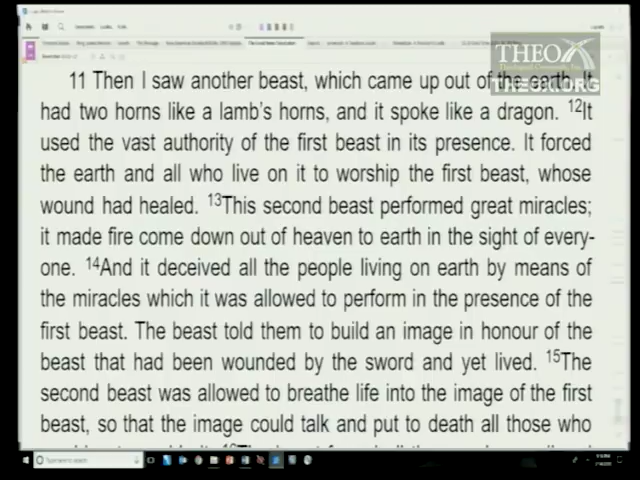 THEO
THEOX.ORG
11 Then I saw another beast, which came up out of the earth. It
had two horns like a lamb's horns, and it spoke like a dragon. 12It
used the vast authority of the first beast in its presence. It forced
the earth and all who live on it to worship the first beast, whose
wound had healed. 13This second beast performed great miracles;
it made fire come down out of heaven to earth in the sight of every-
one. 14And it deceived all the people living on earth by means of
the miracles which it was allowed to perform in the presence of the
first beast. The beast told them to build an image in honour of the
beast that had been wounded by the sword and yet lived. 15The
second beast was allowed to breathe life into the image of the first
beast, so that the image could talk and put to death all those who